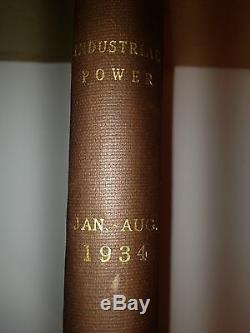 INDUSTRIAL
POWER
JAN.-AUG.
1934